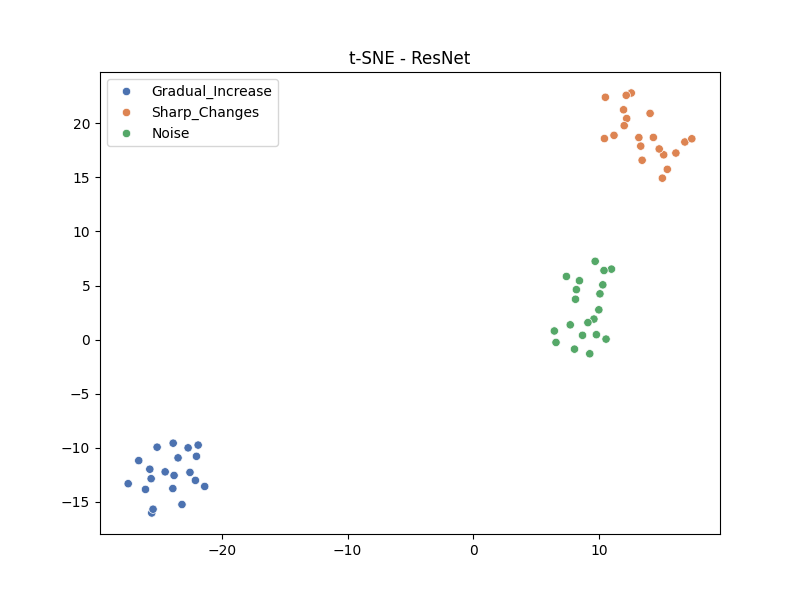 t-SNE - ResNet
Gradual_Increase
Sharp_Changes
Noise
20
15
10
5
0
−5
−10
−15
−20 −10 0 10